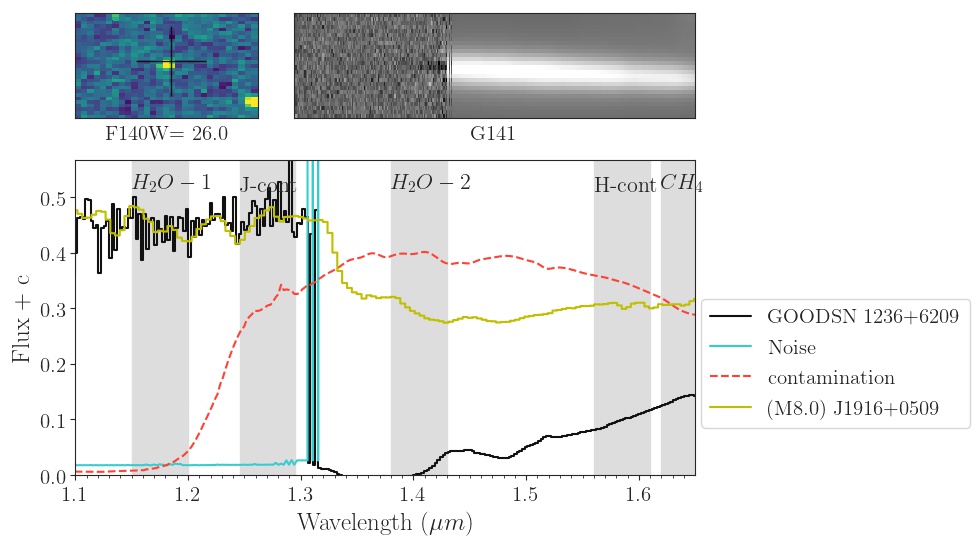 F140W= 26.0
G141
H₂O − 1
J-cont
H₂O − 2
H-cont
CH₄
0.5
0.4
0.3
0.2
0.1
0.0
Flux + c
1.1
1.2
1.3
1.4
1.5
1.6
Wavelength (μm)
GOODSN 1236+6209
Noise
contamination
(M8.0) J1916+0509